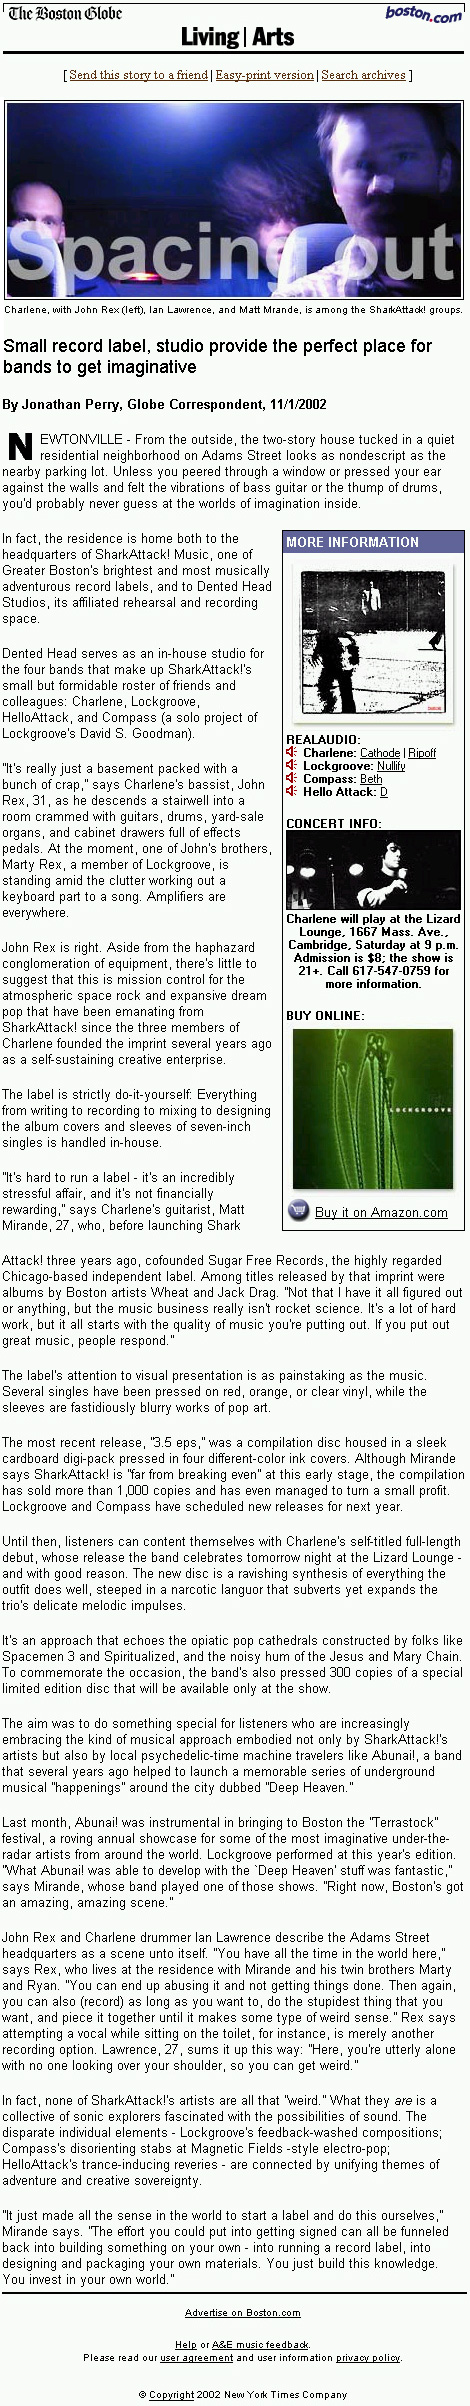 The Boston Globe
boston.com
Living | Arts
[ Send this story to a friend | Easy-print version | Search archives ]
Spacing out
Charlene, with John Rex (left), Ian Lawrence, and Matt Mrande, is among the SharkAttack! groups.
Small record label, studio provide the perfect place for
bands to get imaginative
By Jonathan Perry, Globe Correspondent, 11/1/2002
NEWTONVILLE - From the outside, the two-story house tucked in a quiet
residential neighborhood on Adams Street looks as nondescript as the
nearby parking lot. Unless you peered through a window or pressed your ear
against the walls and felt the vibrations of bass guitar or the thump of drums,
you'd probably never guess at the worlds of imagination inside.
In fact, the residence is home both to the
headquarters of SharkAttack! Music, one of
Greater Boston's brightest and most musically
adventurous record labels, and to Dented Head
Studios, its affiliated rehearsal and recording
space.
Dented Head serves as an in-house studio for
the four bands that make up SharkAttack!'s
small but formidable roster of friends and
colleagues: Charlene, Lockgroove,
HelloAttack, and Compass (a solo project of
Lockgroove's David S. Goodman).
"It's really just a basement packed with a
bunch of crap," says Charlene's bassist, John
Rex, 31, as he descends a stairwell into a
room crammed with guitars, drums, yard-sale
organs, and cabinet drawers full of effects
pedals. At the moment, one of John's brothers,
Marty Rex, a member of Lockgroove, is
standing amid the clutter working out a
keyboard part to a song. Amplifiers are
everywhere.
John Rex is right. Aside from the haphazard
conglomeration of equipment, there's little to
suggest that this is mission control for the
atmospheric space rock and expansive dream
pop that have been emanating from
SharkAttack! since the three members of
Charlene founded the imprint several years ago
as a self-sustaining creative enterprise.
The label is strictly do-it-yourself: Everything
from writing to recording to mixing to designing
the album covers and sleeves of seven-inch
singles is handled in-house.
"It's hard to run a label - it's an incredibly
stressful affair, and it's not financially
rewarding," says Charlene's guitarist, Matt
Mirande, 27, who, before launching Shark
MORE INFORMATION
REALAUDIO:
Charlene: Cathode | Ripoff
Lockgroove: Nullify
Compass: Beth
Hello Attack: D
CONCERT INFO:
Charlene will play at the Lizard
Lounge, 1667 Mass. Ave.,
Cambridge, Saturday at 9 p.m.
Admission is $8; the show is
21+. Call 617-547-0759 for
more information.
BUY ONLINE:
LOCKGROOVE
Buy it on Amazon.com
Attack! three years ago, cofounded Sugar Free Records, the highly regarded
Chicago-based independent label. Among titles released by that imprint were
albums by Boston artists Wheat and Jack Drag. "Not that I have it all figured out
or anything, but the music business really isn't rocket science. It's a lot of hard
work, but it all starts with the quality of music you're putting out. If you put out
great music, people respond."
The label's attention to visual presentation is as painstaking as the music.
Several singles have been pressed on red, orange, or clear vinyl, while the
sleeves are fastidiously blurry works of pop art.
The most recent release, "3.5 eps," was a compilation disc housed in a sleek
cardboard digi-pack pressed in four different-color ink covers. Although Mirande
says SharkAttack! is "far from breaking even" at this early stage, the compilation
has sold more than 1,000 copies and has even managed to turn a small profit.
Lockgroove and Compass have scheduled new releases for next year.
Until then, listeners can content themselves with Charlene's self-titled full-length
debut, whose release the band celebrates tomorrow night at the Lizard Lounge -
and with good reason. The new disc is a ravishing synthesis of everything the
outfit does well, steeped in a narcotic languor that subverts yet expands the
trio's delicate melodic impulses.
It's an approach that echoes the opiatic pop cathedrals constructed by folks like
Spacemen 3 and Spiritualized, and the noisy hum of the Jesus and Mary Chain.
To commemorate the occasion, the band's also pressed 300 copies of a special
limited edition disc that will be available only at the show.
The aim was to do something special for listeners who are increasingly
embracing the kind of musical approach embodied not only by SharkAttack!'s
artists but also by local psychedelic-time machine travelers like Abunai!, a band
that several years ago helped to launch a memorable series of underground
musical "happenings" around the city dubbed "Deep Heaven."
Last month, Abunai! was instrumental in bringing to Boston the "Terrastock"
festival, a roving annual showcase for some of the most imaginative under-the-
radar artists from around the world. Lockgroove performed at this year's edition.
"What Abunai! was able to develop with the `Deep Heaven' stuff was fantastic,"
says Mirande, whose band played one of those shows. "Right now, Boston's got
an amazing, amazing scene."
John Rex and Charlene drummer Ian Lawrence describe the Adams Street
headquarters as a scene unto itself. "You have all the time in the world here,"
says Rex, who lives at the residence with Mirande and his twin brothers Marty
and Ryan. "You can end up abusing it and not getting things done. Then again,
you can also (record) as long as you want to, do the stupidest thing that you
want, and piece it together until it makes some type of weird sense." Rex says
attempting a vocal while sitting on the toilet, for instance, is merely another
recording option. Lawrence, 27, sums it up this way: "Here, you're utterly alone
with no one looking over your shoulder, so you can get weird."
In fact, none of SharkAttack!'s artists are all that "weird." What they are is a
collective of sonic explorers fascinated with the possibilities of sound. The
disparate individual elements - Lockgroove's feedback-washed compositions;
Compass's disorienting stabs at Magnetic Fields -style electro-pop;
HelloAttack's trance-inducing reveries - are connected by unifying themes of
adventure and creative sovereignty.
"It just made all the sense in the world to start a label and do this ourselves,"
Mirande says. "The effort you could put into getting signed can all be funneled
back into building something on your own - into running a record label, into
designing and packaging your own materials. You just build this knowledge.
You invest in your own world."
Advertise on Boston.com
Help or A&E music feedback.
Please read our user agreement and user information privacy policy.
© Copyright 2002 New York Times Company